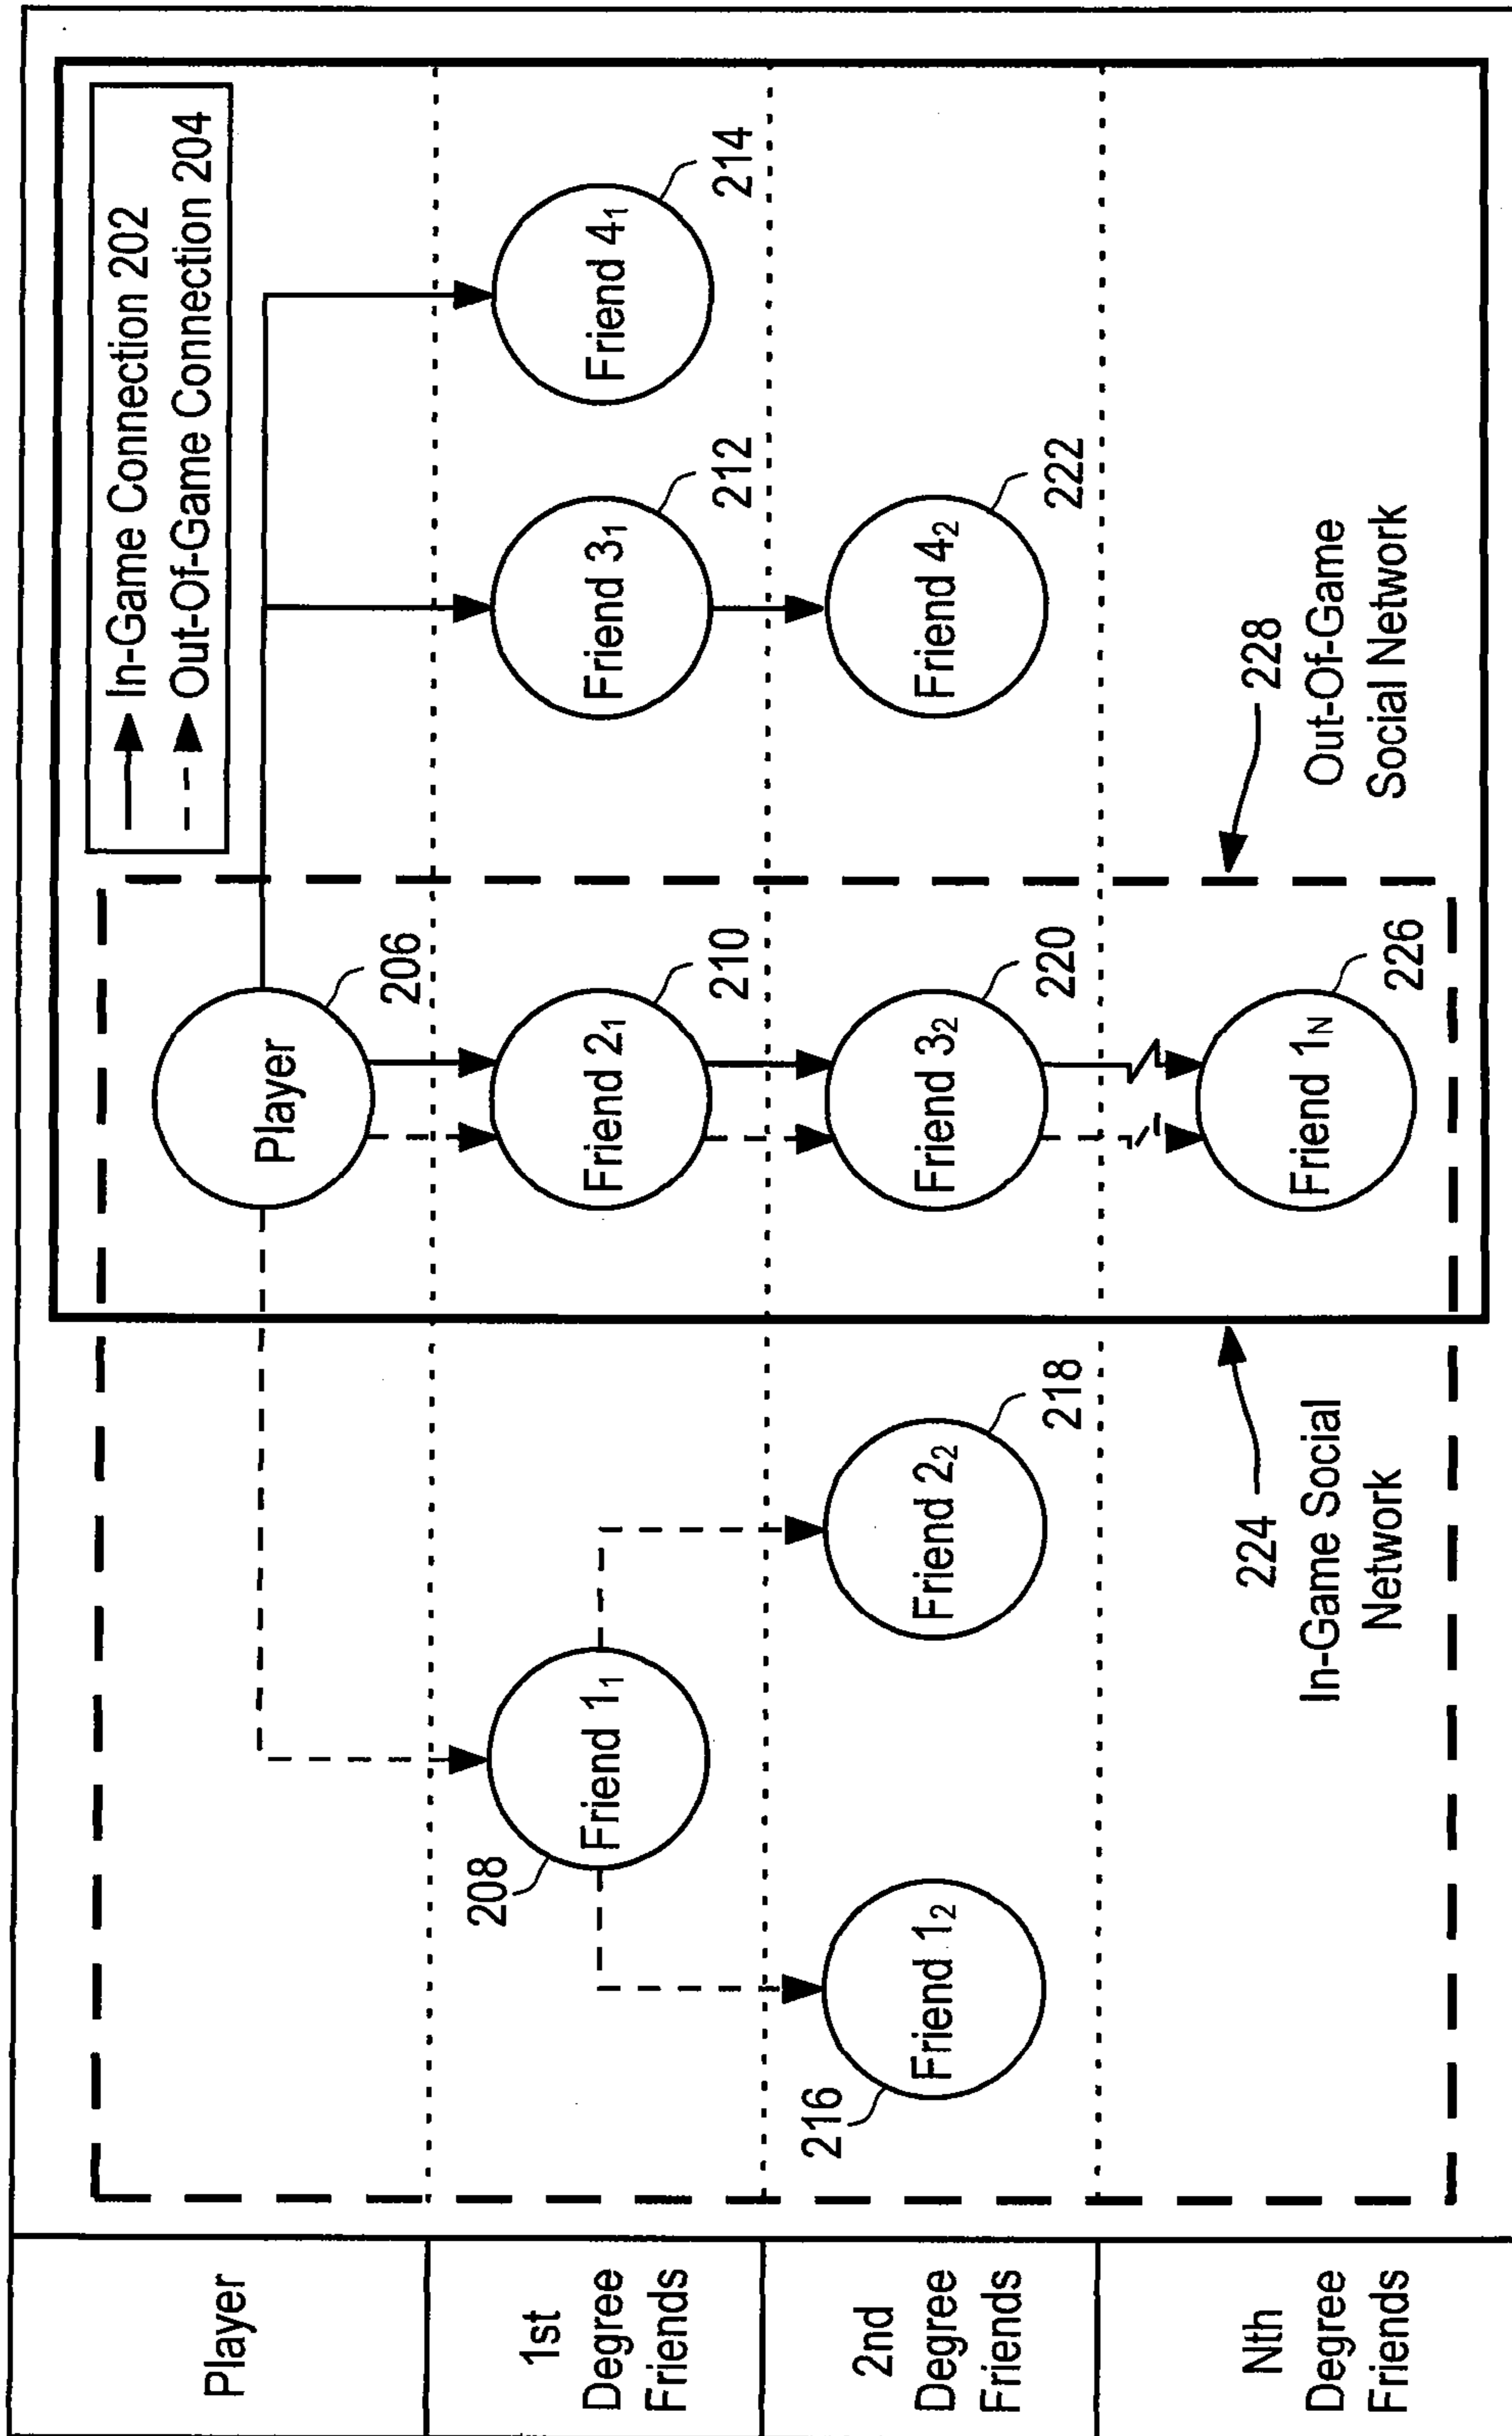 Player
1st
Degree
Friends
2nd
Degree
Friends
Nth
Degree
Friends
In-Game Connection 202
Out-Of-Game Connection 204
Player
206
208
Friend 1₁
Friend 2₁
210
Friend 3₁
212
Friend 4₁
214
216
Friend 1₂
Friend 2₂
218
Friend 3₂
220
Friend 4₂
222
224
In-Game Social
Network
Friend 1N
226
228
Out-Of-Game
Social Network